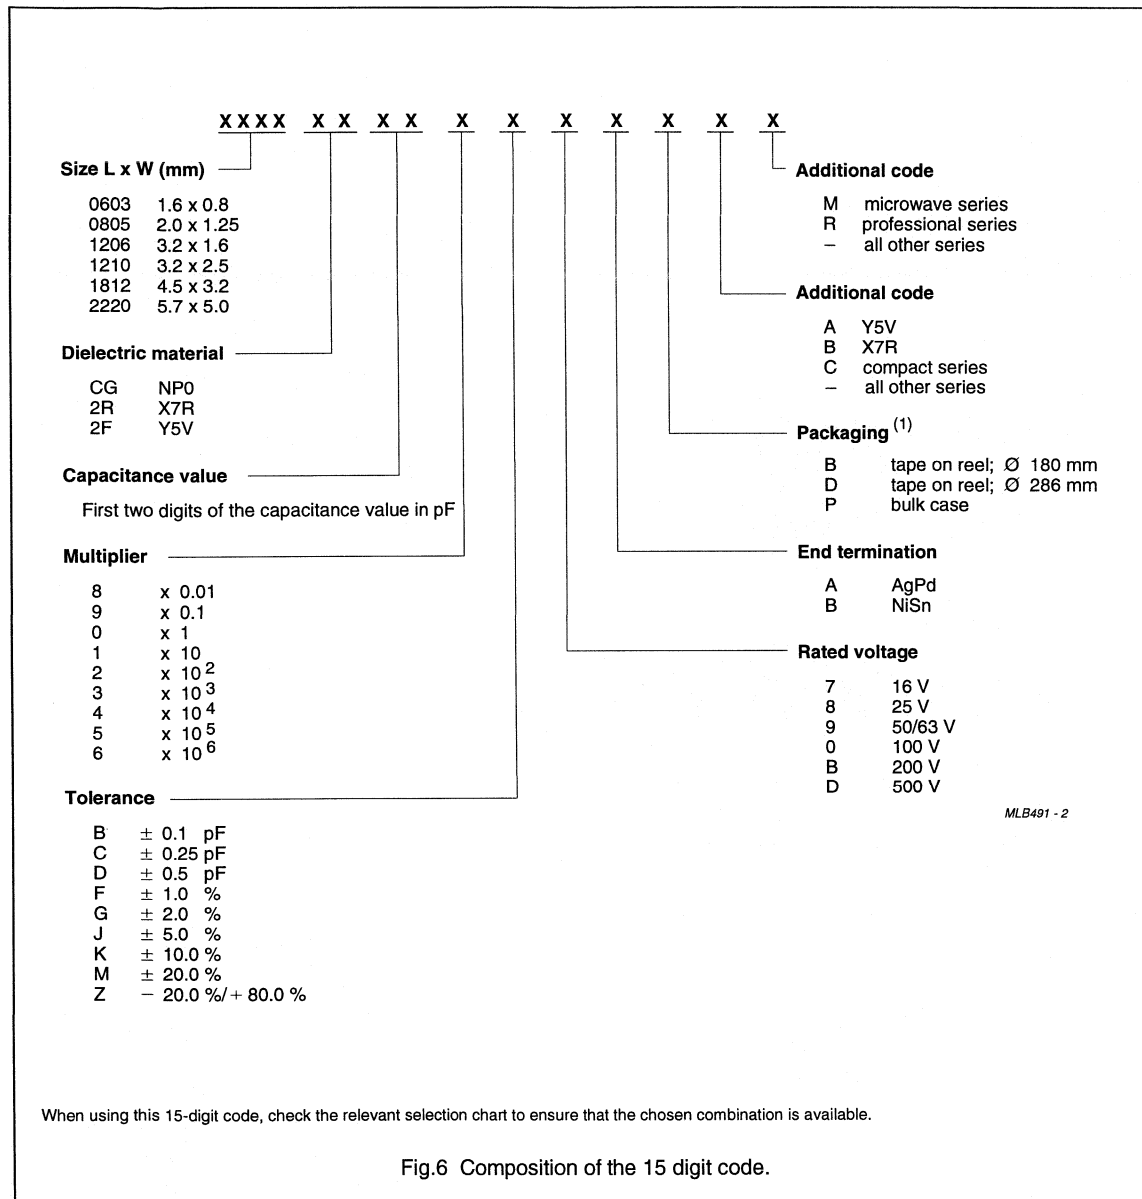 XXXX XX XX X X X X X X X
Size L x W (mm)
0603 1.6 x 0.8
0805 2.0 x 1.25
1206 3.2 x 1.6
1210 3.2 x 2.5
1812 4.5 x 3.2
2220 5.7 x 5.0
Dielectric material
CG NP0
2R X7R
2F Y5V
Capacitance value
First two digits of the capacitance value in pF
Multiplier
8 x 0.01
9 x 0.1
0 x 1
1 x 10
2 x 10 2
3 x 10 3
4 x 10 4
5 x 10 5
6 x 10 6
Tolerance
B ± 0.1 pF
C ± 0.25 pF
D ± 0.5 pF
F ± 1.0 %
G ± 2.0 %
J ± 5.0 %
K ± 10.0 %
M ± 20.0 %
Z − 20.0 %/+ 80.0 %
Additional code
M microwave series
R professional series
− all other series
Additional code
A Y5V
B X7R
C compact series
− all other series
Packaging (1)
B tape on reel; Ø 180 mm
D tape on reel; Ø 286 mm
P bulk case
End termination
A AgPd
B NiSn
Rated voltage
7 16 V
8 25 V
9 50/63 V
0 100 V
B 200 V
D 500 V
MLB491 - 2
When using this 15-digit code, check the relevant selection chart to ensure that the chosen combination is available.
Fig.6 Composition of the 15 digit code.